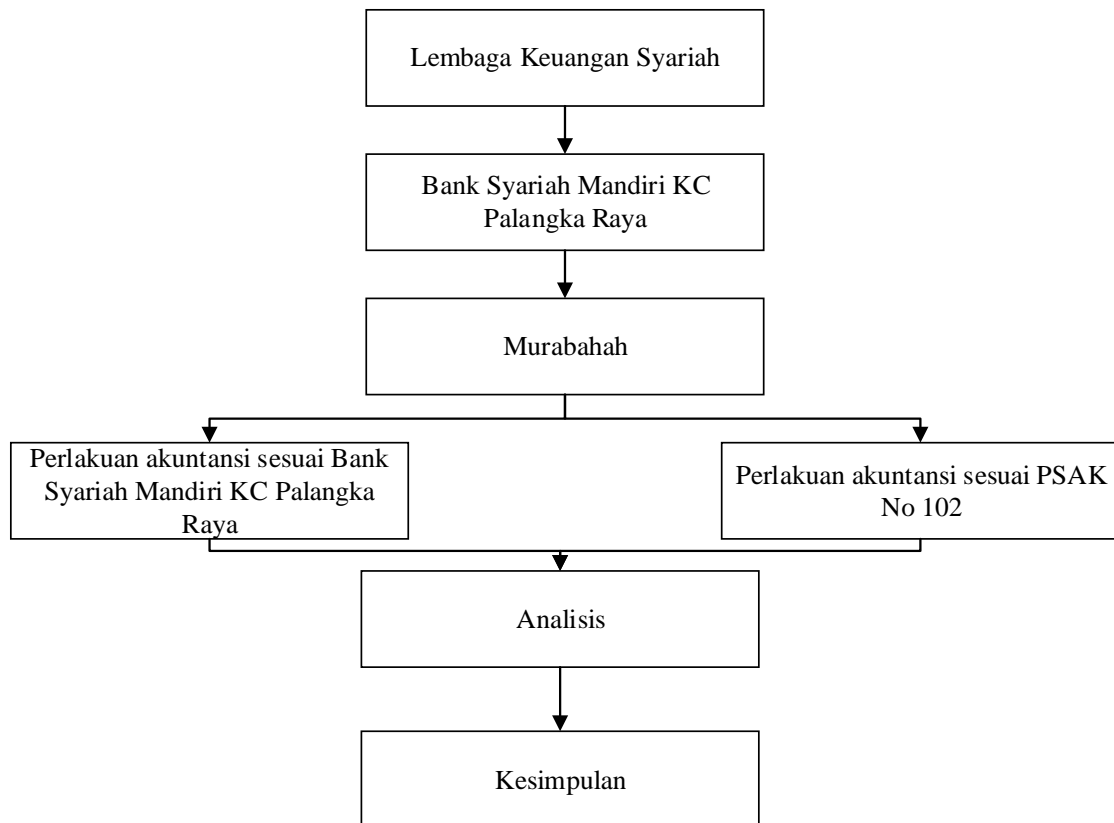 Lembaga Keuangan Syariah
Bank Syariah Mandiri KC
Palangka Raya
Murabahah
Perlakuan akuntansi sesuai Bank
Syariah Mandiri KC Palangka
Raya
Perlakuan akuntansi sesuai PSAK
No 102
Analisis
Kesimpulan